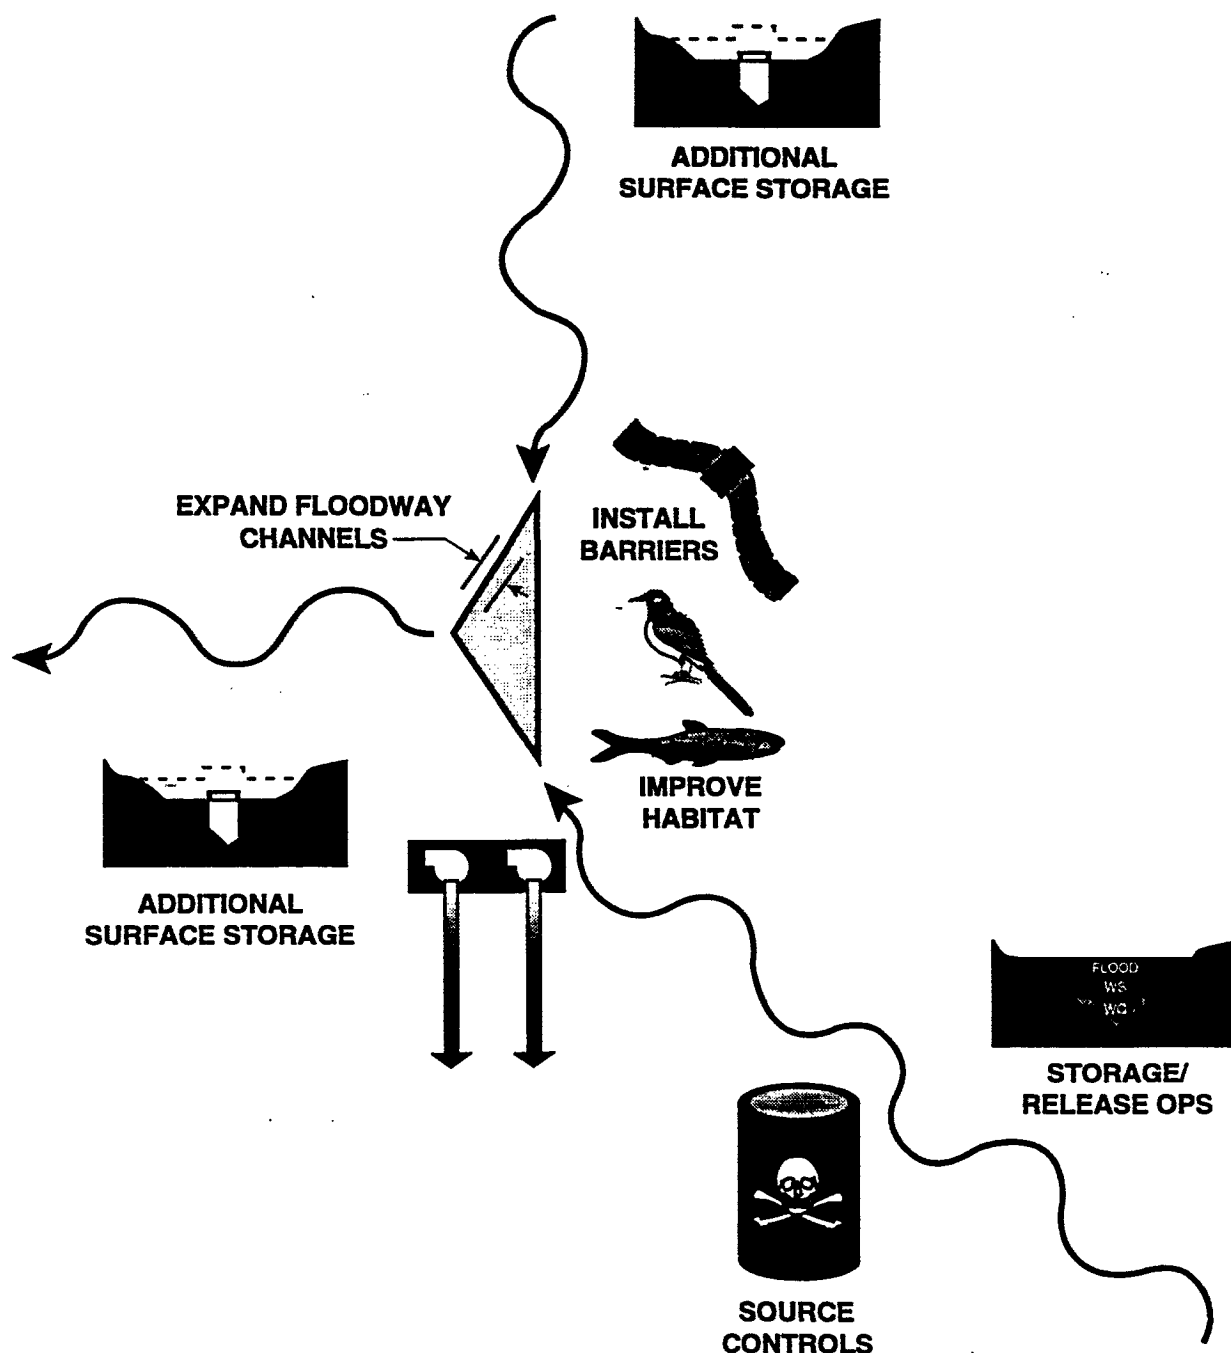 ADDITIONAL
SURFACE STORAGE
EXPAND FLOODWAY
CHANNELS
INSTALL
BARRIERS
IMPROVE
HABITAT
ADDITIONAL
SURFACE STORAGE
FLOOD
WS
WQ
STORAGE/
RELEASE OPS
SOURCE
CONTROLS